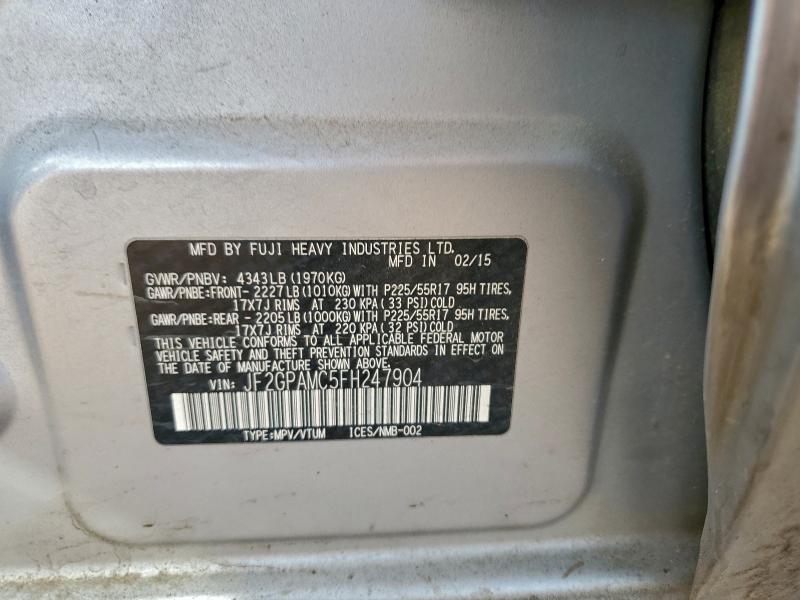 MFD BY FUJI HEAVY INDUSTRIES LTD.
MFD IN 02/15
GVWR/PNBV: 4343LB (1970KG)
GAWR/PNBE:FRONT- 2227LB (1010KG) WITH P225/55R17 95H TIRES,
17X7J RIMS AT 230 KPA (33 PSI) COLD
GAWR/PNBE:REAR - 2205LB (1000KG) WITH P225/55R17 95H TIRES,
17X7J RIMS AT 220 KPA (32 PSI) COLD
THIS VEHICLE CONFORMS TO ALL APPLICABLE FEDERAL MOTOR
VEHICLE SAFETY AND THEFT PREVENTION STANDARDS IN EFFECT ON
THE DATE OF MANUFACTURE SHOWN ABOVE.
VIN: JF2GPAMC5FH247904
TYPE:MPV/VTUM ICES/NMB-002